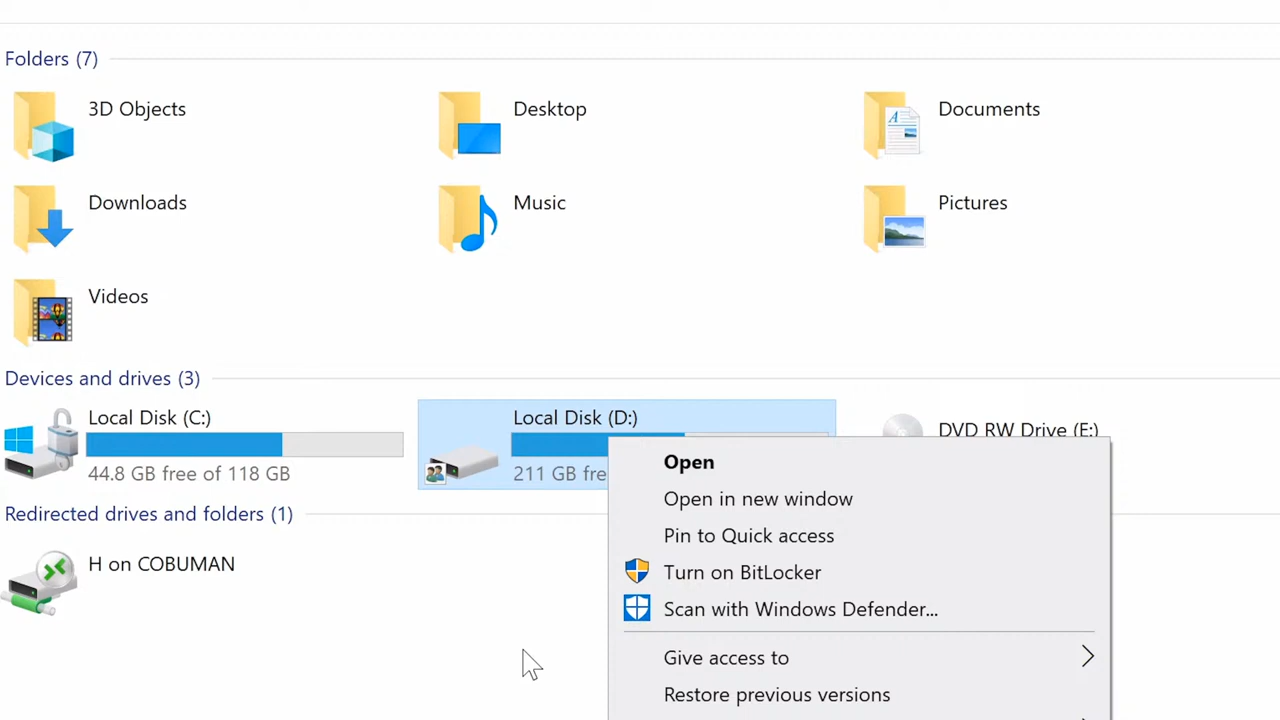 Folders (7)
3D Objects
Desktop
Documents
Downloads
Music
Pictures
Videos
Devices and drives (3)
Local Disk (C:)
44.8 GB free of 118 GB
Local Disk (D:)
211 GB fre
DVD RW Drive (E:)
Redirected drives and folders (1)
H on COBUMAN
Open
Open in new window
Pin to Quick access
Turn on BitLocker
Scan with Windows Defender...
Give access to
Restore previous versions